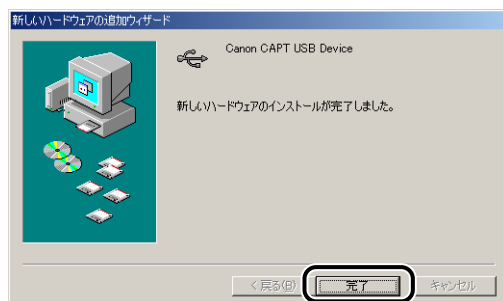 新しいハードウェアの追加ウィザード
Canon CAPT USB Device
新しいハードウェアのインストールが完了しました。
< 戻る(B)
完了
キャンセル